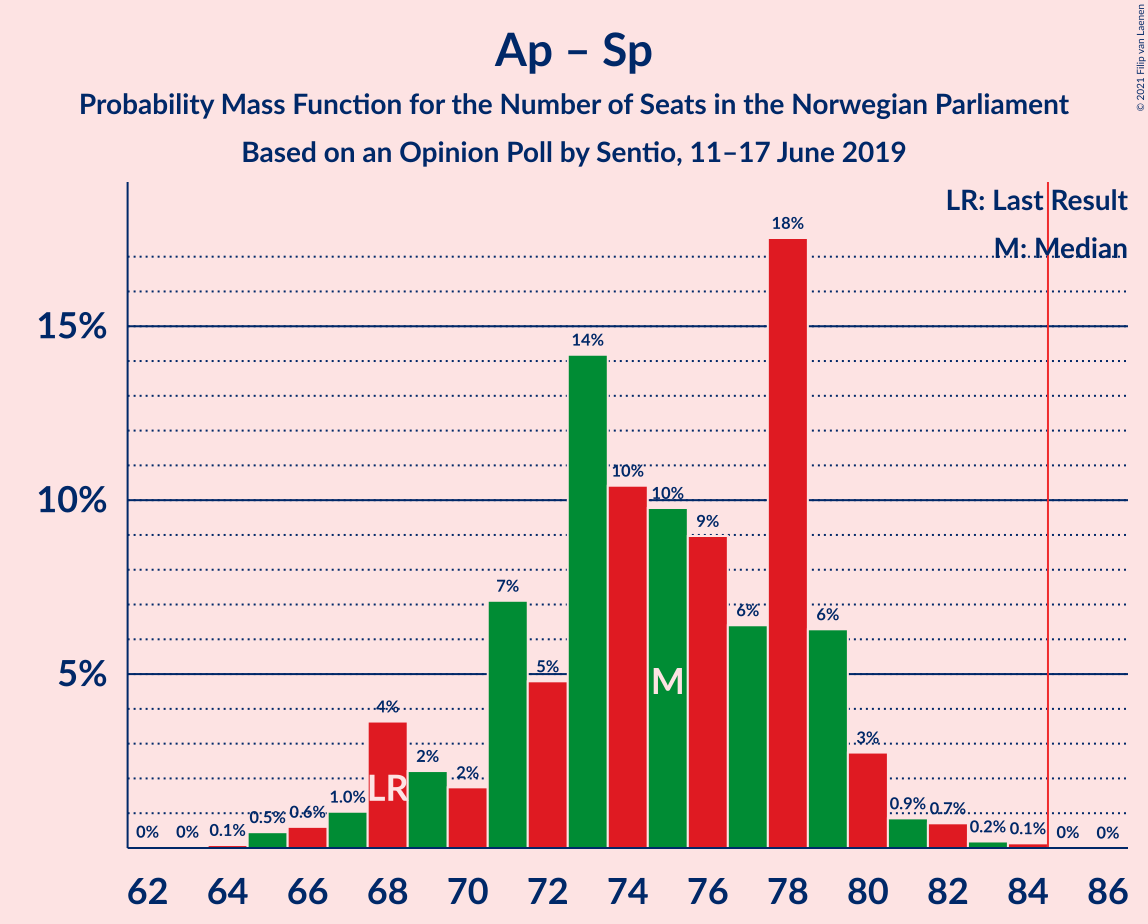 Ap – Sp
Probability Mass Function for the Number of Seats in the Norwegian Parliament
Based on an Opinion Poll by Sentio, 11–17 June 2019
© 2021 Filip van Laenen
LR: Last Result
M: Median
15%
10%
5%
0% 0% 0.1% 0.5% 0.6% 1.0% 4% 2% 2% 7% 5% 14% 10% 10% 9% 6% 18% 6% 3% 0.9% 0.7% 0.2% 0.1% 0% 0%
LR
M
62 64 66 68 70 72 74 76 78 80 82 84 86